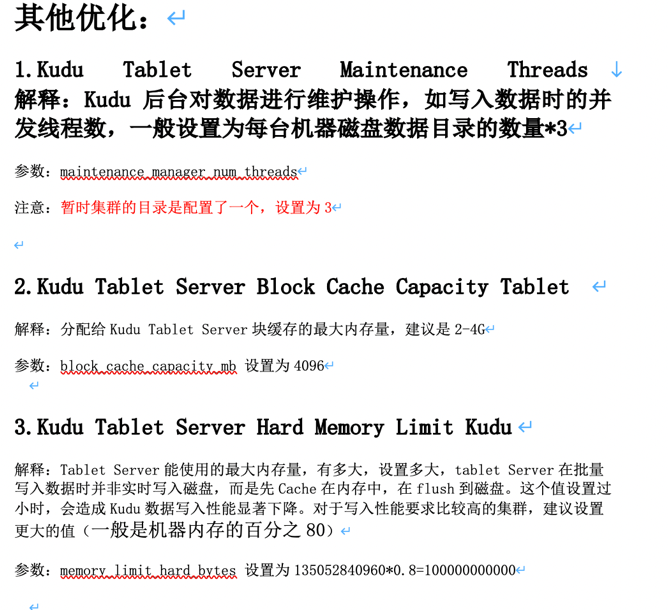 其他优化：
1.Kudu Tablet Server Maintenance Threads
解释：Kudu 后台对数据进行维护操作，如写入数据时的并
发线程数，一般设置为每台机器磁盘数据目录的数量*3
参数：maintenance_manager_num_threads
注意：暂时集群的目录是配置了一个，设置为 3
2.Kudu Tablet Server Block Cache Capacity Tablet
解释：分配给 Kudu Tablet Server 块缓存的最大内存量，建议是 2-4G
参数：block_cache_capacity_mb 设置为 4096
3.Kudu Tablet Server Hard Memory Limit Kudu
解释：Tablet Server 能使用的最大内存量，有多大，设置多大，tablet Server 在批量
写入数据时并非实时写入磁盘，而是先 Cache 在内存中，在 flush 到磁盘。这个值设置过
小时，会造成 Kudu 数据写入性能显著下降。对于写入性能要求比较高的集群，建议设置
更大的值（一般是机器内存的百分之 80）
参数：memory_limit_hard_bytes 设置为 135052840960*0.8=100000000000